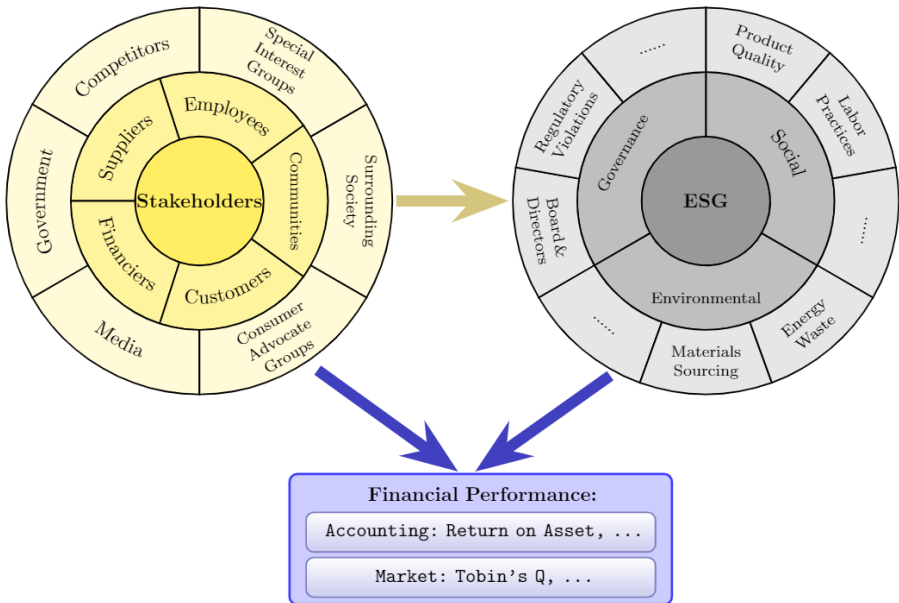 Special
Interest
Groups
Competitors
Government
Media
Consumer
Advocate
Groups
Surrounding
Society
Employees
Suppliers
Financiers
Customers
Communities
Stakeholders
......
Product
Quality
Labor
Practices
......
Energy
Waste
Materials
Sourcing
......
Board &
Directors
Regulatory
Violations
Governance
Social
Environmental
ESG
Financial Performance:
Accounting: Return on Asset, ...
Market: Tobin's Q, ...